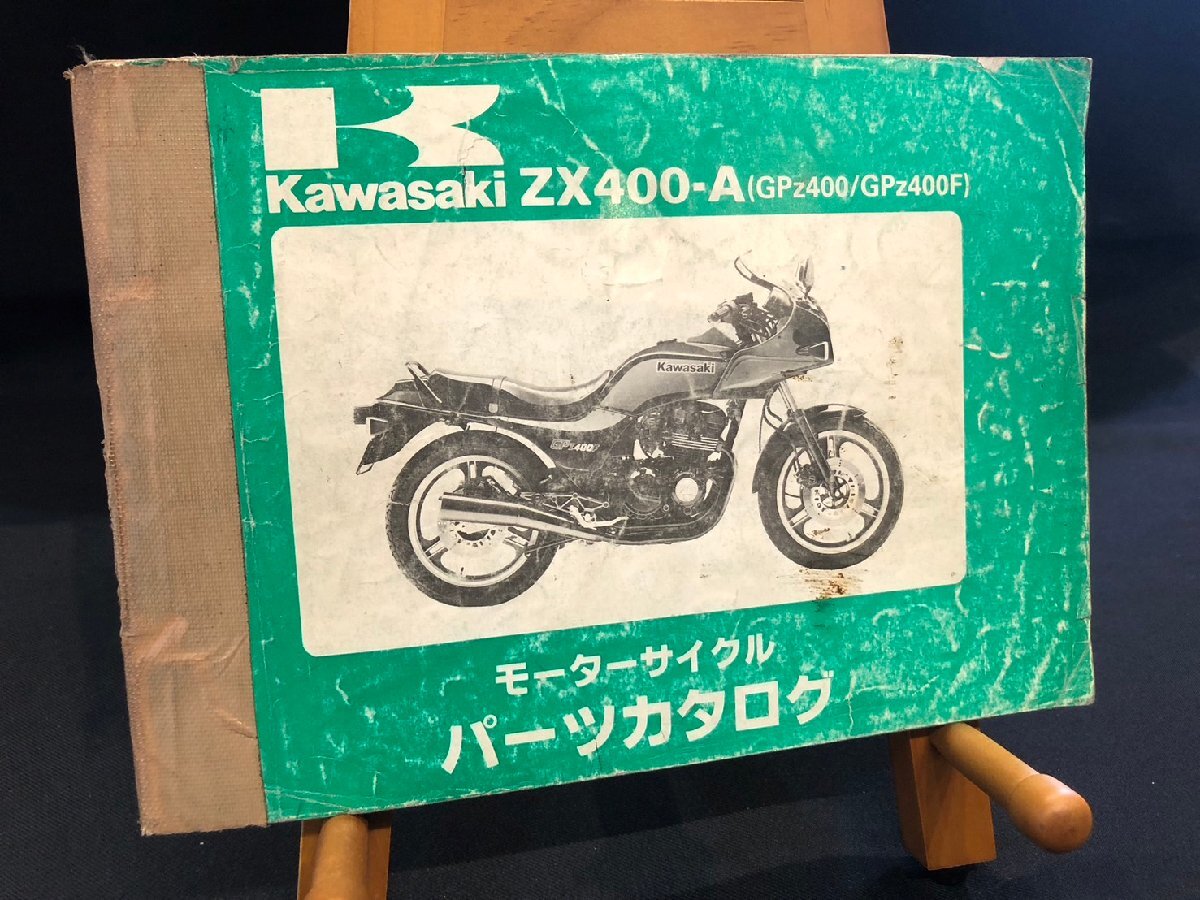 Kawasaki ZX400-A (GPz400/GPz400F)
Kawasaki
GPz400F
モーターサイクル
パーツカタログ